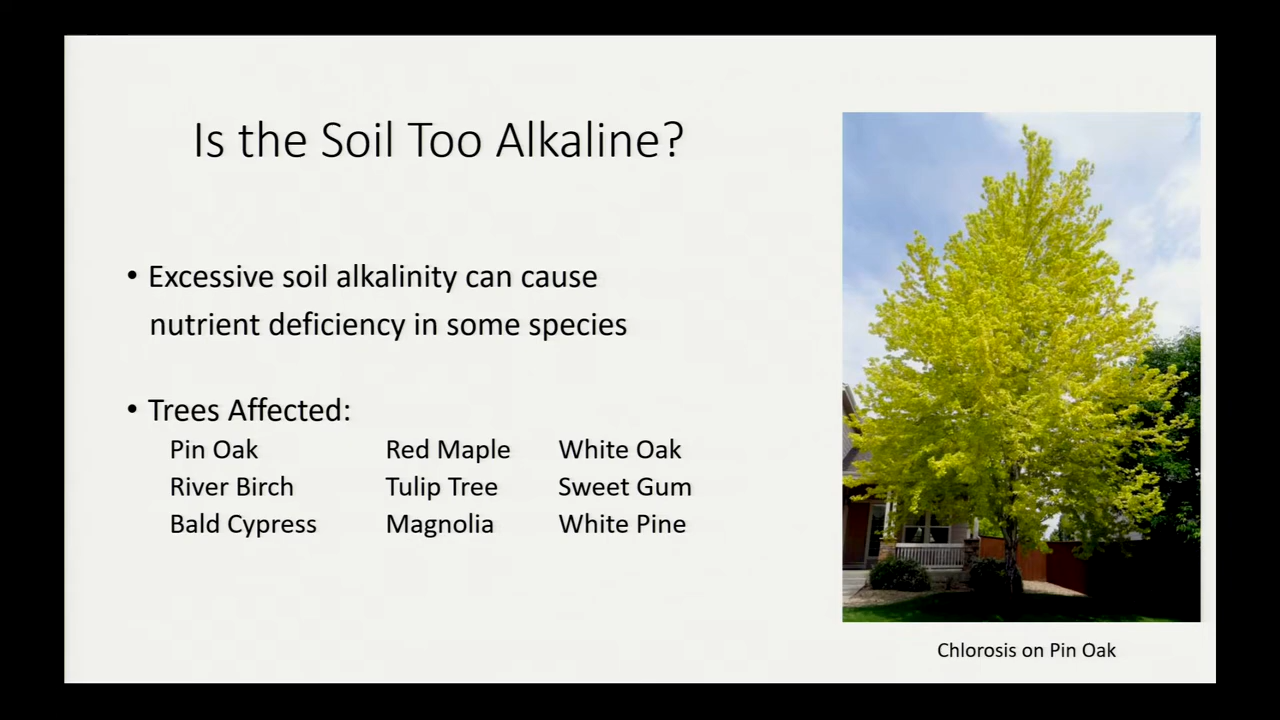 Is the Soil Too Alkaline?
• Excessive soil alkalinity can cause
nutrient deficiency in some species
• Trees Affected:
Pin Oak Red Maple White Oak
River Birch Tulip Tree Sweet Gum
Bald Cypress Magnolia White Pine
Chlorosis on Pin Oak